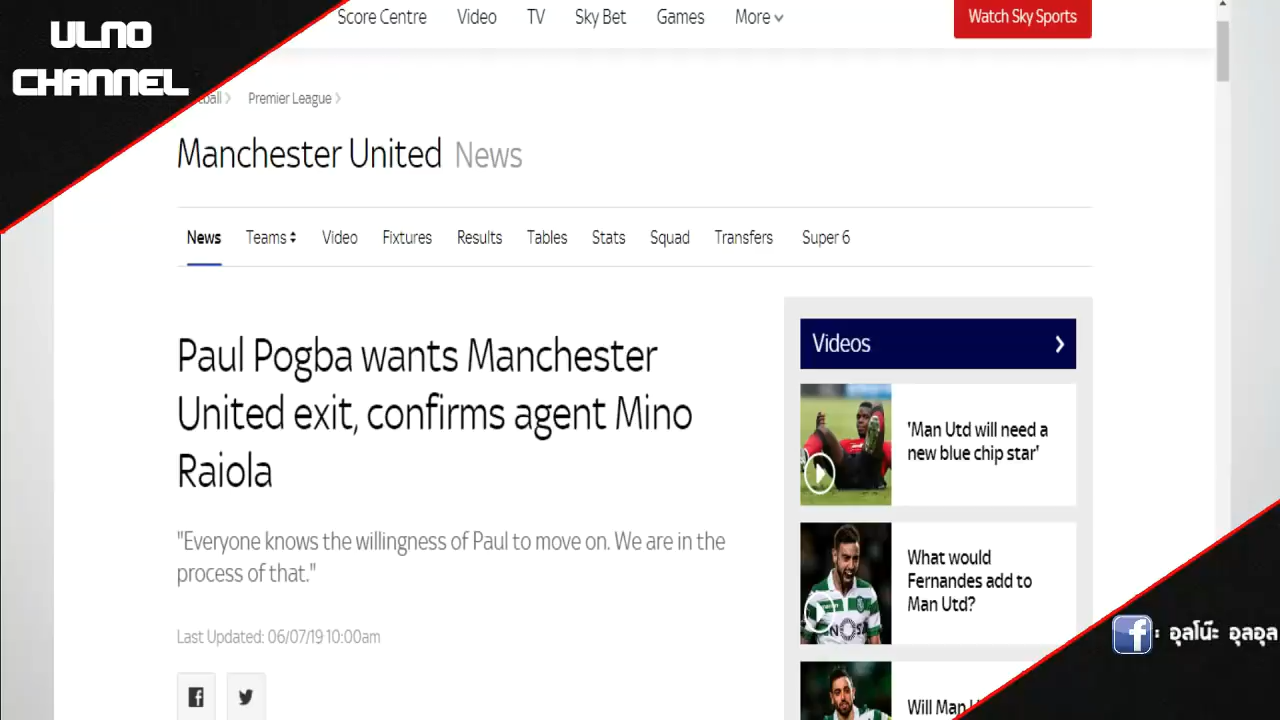 ULNO
CHANNEL
Score Centre Video TV Sky Bet Games More
Watch Sky Sports
Premier League
Manchester United News
News Teams Video Fixtures Results Tables Stats Squad Transfers Super 6
Paul Pogba wants Manchester
United exit, confirms agent Mino
Raiola
"Everyone knows the willingness of Paul to move on. We are in the
process of that."
Last Updated: 06/07/19 10:00am
Videos
'Man Utd will need a
new blue chip star'
What would
Fernandes add to
Man Utd?
Will Man
: อุลโน๊ะ อุลอุล